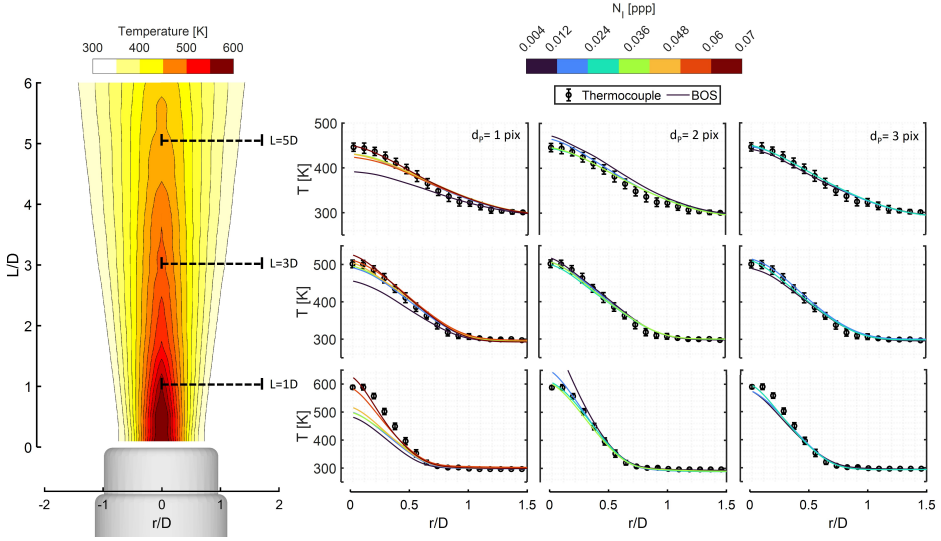 N_I [ppp]
0.004 0.012 0.024 0.036 0.048 0.06 0.07
Thermocouple BOS
Temperature [K]
300 400 500 600
L/D
6
5
4
3
2
1
0
L=5D
L=3D
L=1D
-2 -1 0 1 2
r/D
T [K]
500
400
300
d_P= 1 pix
d_P= 2 pix
d_P= 3 pix
T [K]
500
400
300
T [K]
600
500
400
300
0 0.5 1 1.5
0 0.5 1 1.5
0 0.5 1 1.5
r/D
r/D
r/D